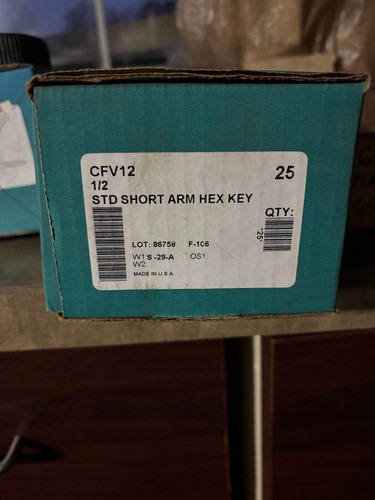 CFV12
25
1/2
STD SHORT ARM HEX KEY
QTY:
"25"
LOT: 86758 F-106
W1:S -29-A OS1:
W2:
MADE IN U.S.A.